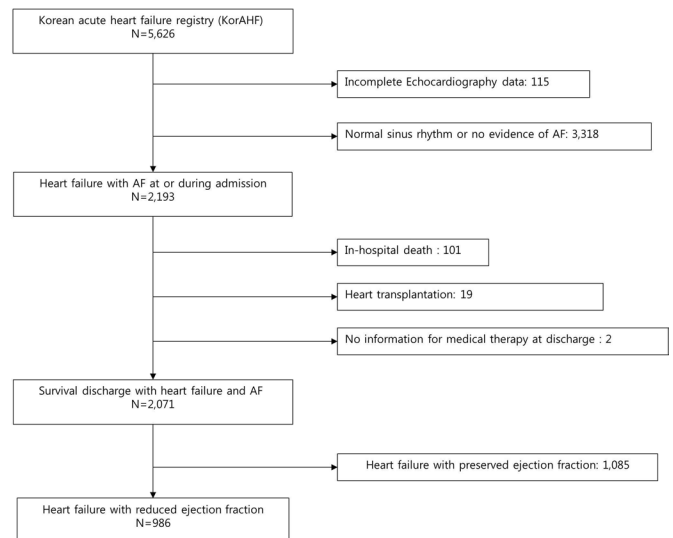 Korean acute heart failure registry (KorAHF)
N=5,626
Incomplete Echocardiography data: 115
Normal sinus rhythm or no evidence of AF: 3,318
Heart failure with AF at or during admission
N=2,193
In-hospital death : 101
Heart transplantation: 19
No information for medical therapy at discharge : 2
Survival discharge with heart failure and AF
N=2,071
Heart failure with preserved ejection fraction: 1,085
Heart failure with reduced ejection fraction
N=986